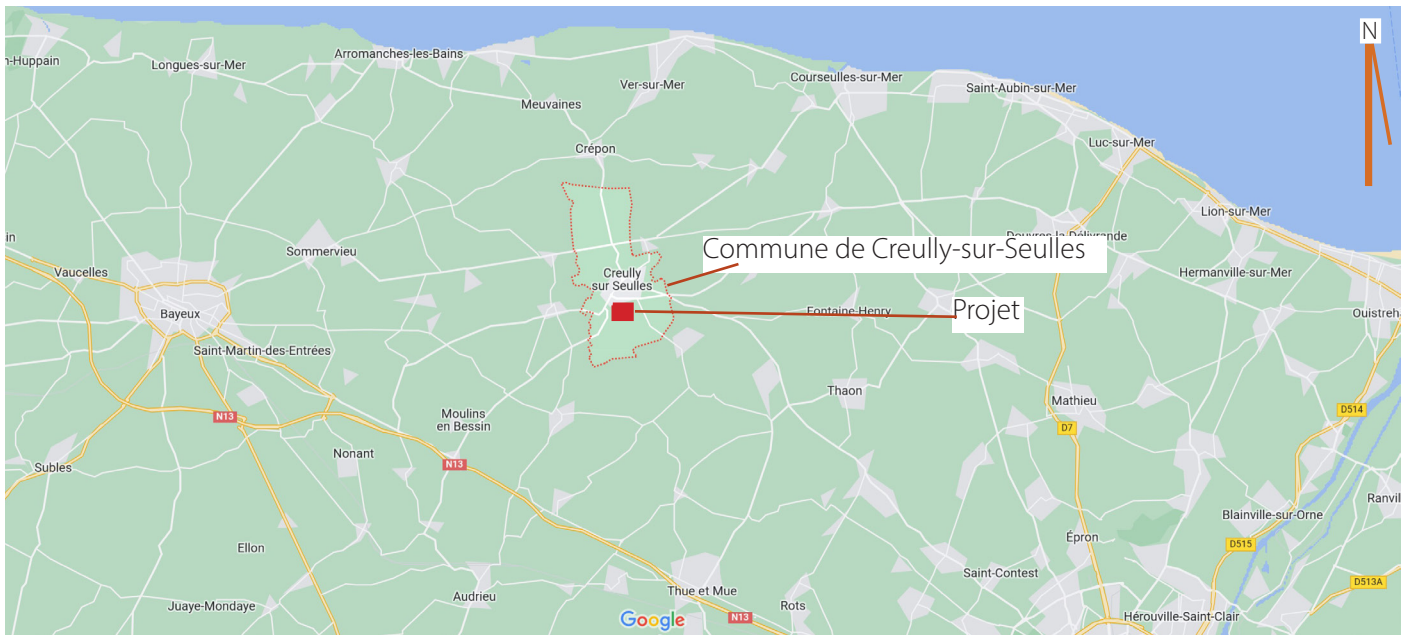 N
n-Huppain
Longues-sur-Mer
Arromanches-les-Bains
Ver-sur-Mer
Courseulles-sur-Mer
Saint-Aubin-sur-Mer
Meuvaines
Crépon
Luc-sur-Mer
Lion-sur-Mer
in
Sommervieu
Commune de Creully-sur-Seulles
Douvres-la-Délivrande
Vaucelles
Creully
sur Seulles
Hermanville-sur-Mer
Bayeux
Fontaine-Henry
Projet
Ouistreh
Saint-Martin-des-Entrées
Thaon
Mathieu
N13
Moulins
en Bessin
D514
D7
Nonant
N13
Subles
Ranvil
Blainville-sur-Orne
Ellon
Épron
D515
Saint-Contest
D513A
Juaye-Mondaye
Audrieu
Thue et Mue
Rots
Google
N13
Hérouville-Saint-Clair